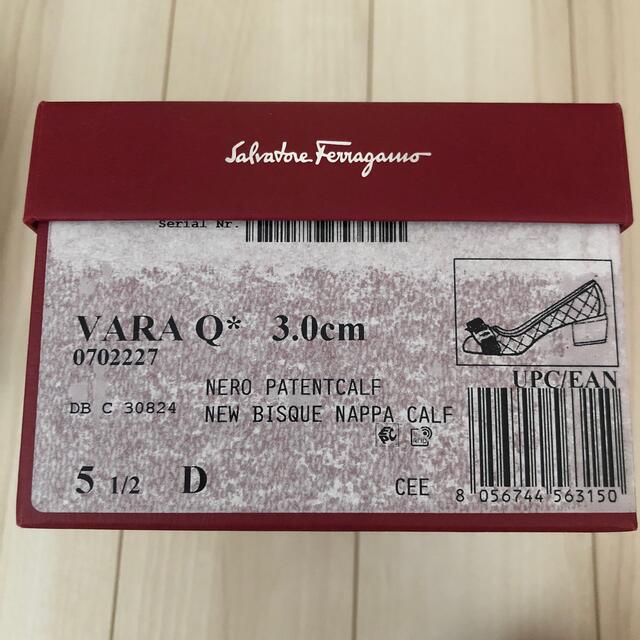 Salvatore Ferragamo
Serial Nr.
VARA Q* 3.0cm
0702227
NERO PATENTCALF
UPC/EAN
DB C 30824
NEW BISQUE NAPPA CALF
RFID
5 1/2 D
CEE
8 056744 563150